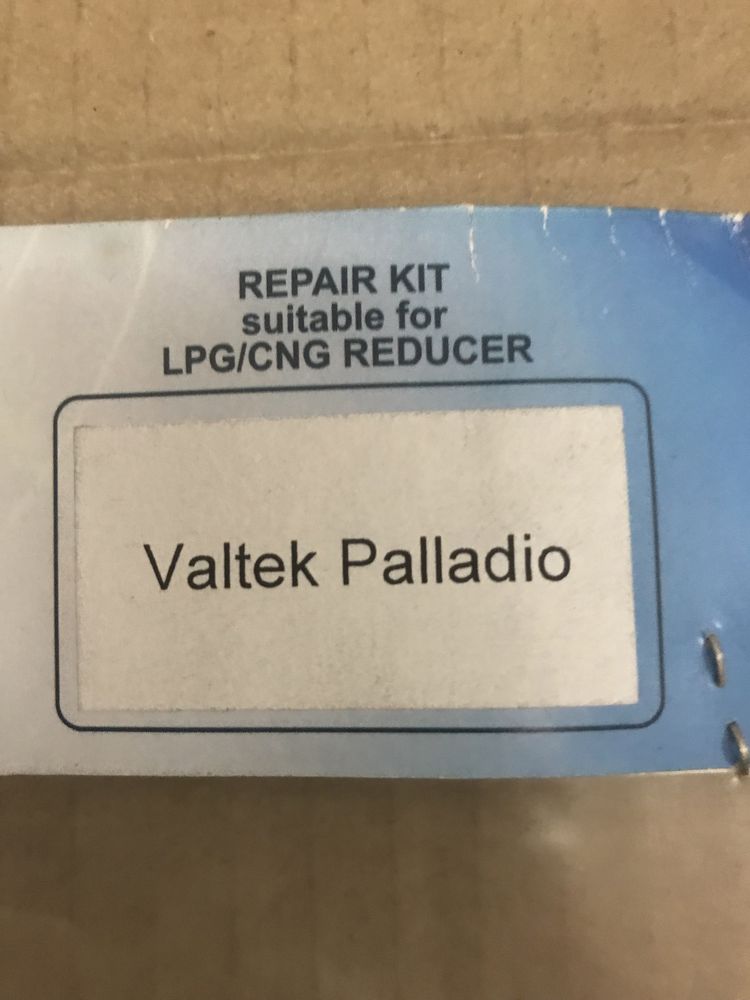 REPAIR KIT
suitable for
LPG/CNG REDUCER
Valtek Palladio